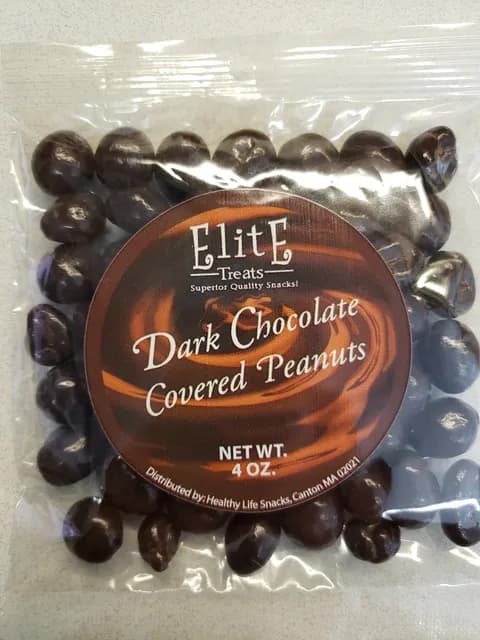 Elite
Treats
Superior Quality Snacks!
Dark Chocolate
Covered Peanuts
NET WT.
4 OZ.
Distributed by: Healthy Life Snacks, Canton MA 02021